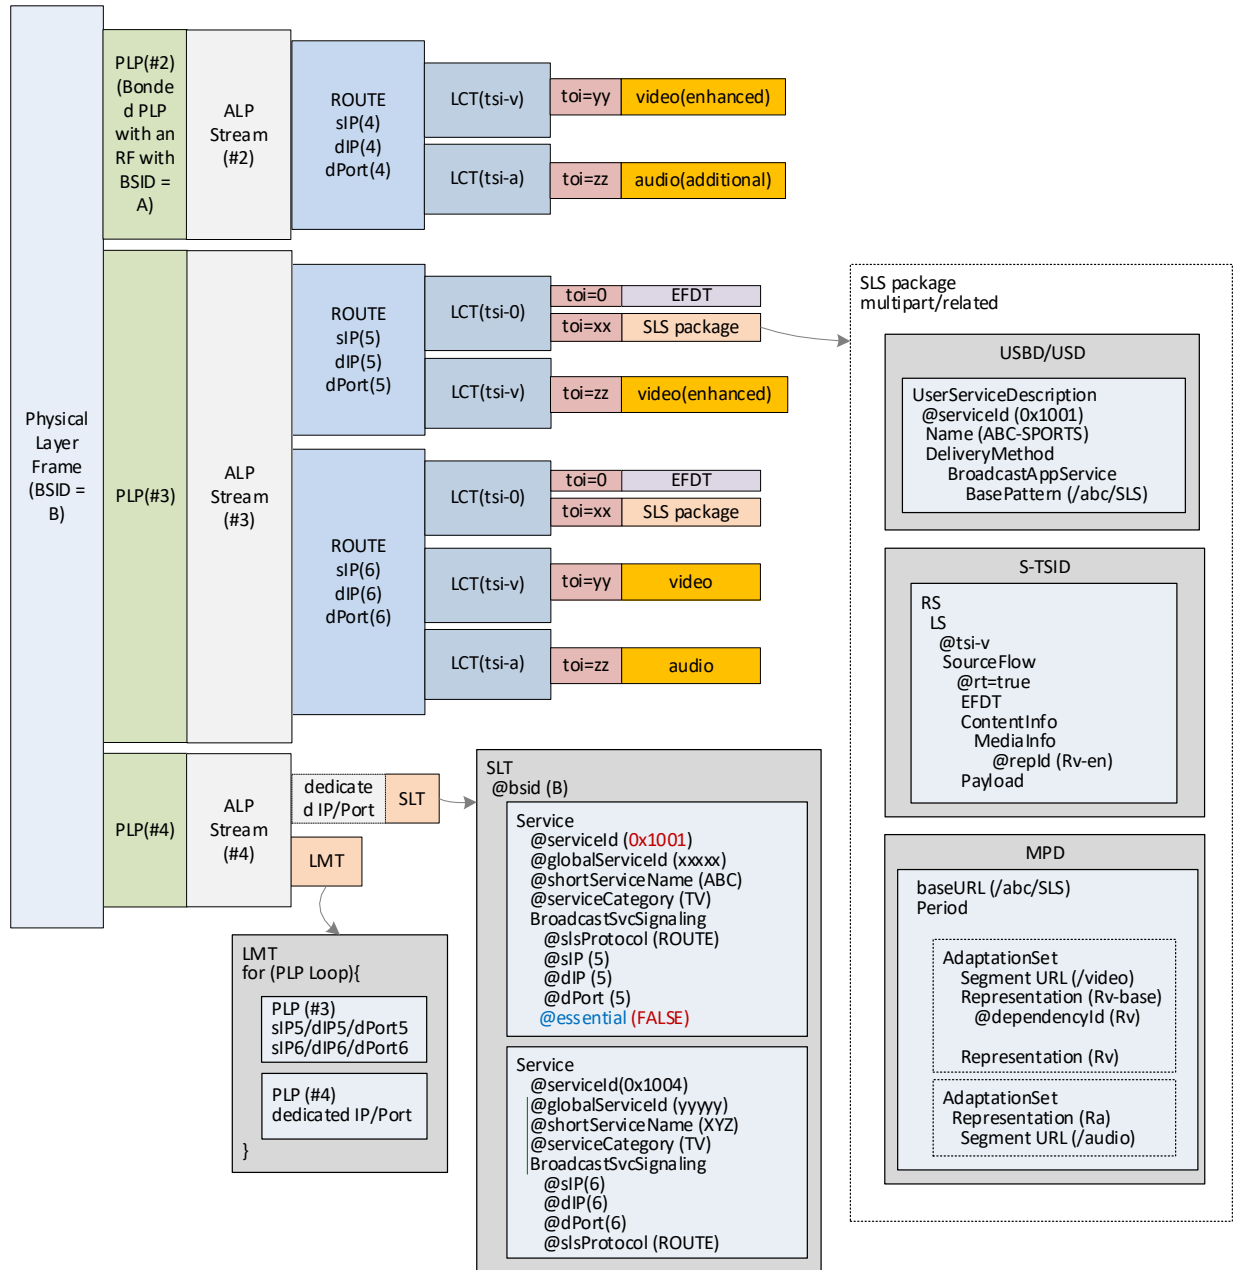 Physical
Layer
Frame
(BSID =
B)
PLP(#2)
(Bonde
d PLP
with an
RF with
BSID =
A)
ALP
Stream
(#2)
ROUTE
sIP(4)
dIP(4)
dPort(4)
LCT(tsi-v)
toi=yy
video(enhanced)
LCT(tsi-a)
toi=zz
audio(additional)
PLP(#3)
ALP
Stream
(#3)
ROUTE
sIP(5)
dIP(5)
dPort(5)
LCT(tsi-0)
toi=0
EFDT
toi=xx
SLS package
LCT(tsi-v)
toi=zz
video(enhanced)
ROUTE
sIP(6)
dIP(6)
dPort(6)
LCT(tsi-0)
toi=0
EFDT
toi=xx
SLS package
LCT(tsi-v)
toi=yy
video
LCT(tsi-a)
toi=zz
audio
PLP(#4)
ALP
Stream
(#4)
dedicate
d IP/Port
SLT
LMT
LMT
for (PLP Loop){
PLP (#3)
sIP5/dIP5/dPort5
sIP6/dIP6/dPort6
PLP (#4)
dedicated IP/Port
}
SLT
@bsid (B)
Service
@serviceId (0x1001)
@globalServiceId (xxxxx)
@shortServiceName (ABC)
@serviceCategory (TV)
BroadcastSvcSignaling
@slsProtocol (ROUTE)
@sIP (5)
@dIP (5)
@dPort (5)
@essential (FALSE)
Service
@serviceId(0x1004)
@globalServiceId (yyyyy)
@shortServiceName (XYZ)
@serviceCategory (TV)
BroadcastSvcSignaling
@sIP(6)
@dIP(6)
@dPort(6)
@slsProtocol (ROUTE)
SLS package
multipart/related
USBD/USD
UserServiceDescription
@serviceId (0x1001)
Name (ABC-SPORTS)
DeliveryMethod
BroadcastAppService
BasePattern (/abc/SLS)
S-TSID
RS
LS
@tsi-v
SourceFlow
@rt=true
EFDT
ContentInfo
MediaInfo
@repId (Rv-en)
Payload
MPD
baseURL (/abc/SLS)
Period
AdaptationSet
Segment URL (/video)
Representation (Rv-base)
@dependencyId (Rv)
Representation (Rv)
AdaptationSet
Representation (Ra)
Segment URL (/audio)